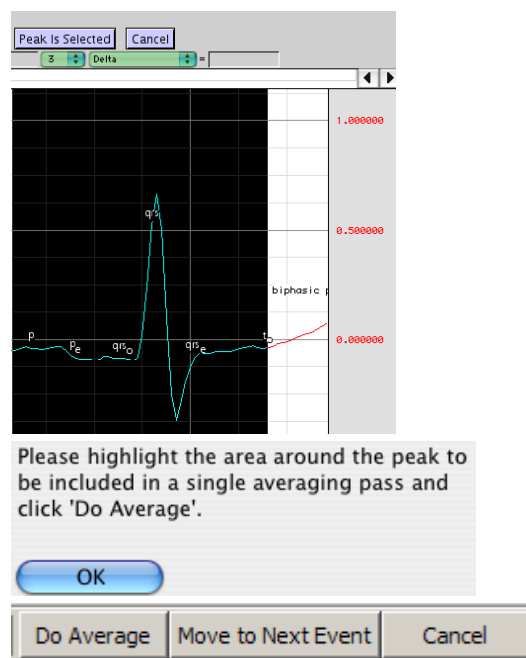 Peak Is Selected Cancel
3 Delta =
1.000000
qrs
0.500000
biphasic p
p pe qrso qrse to 0.000000
Please highlight the area around the peak to
be included in a single averaging pass and
click 'Do Average'.
OK
Do Average Move to Next Event Cancel